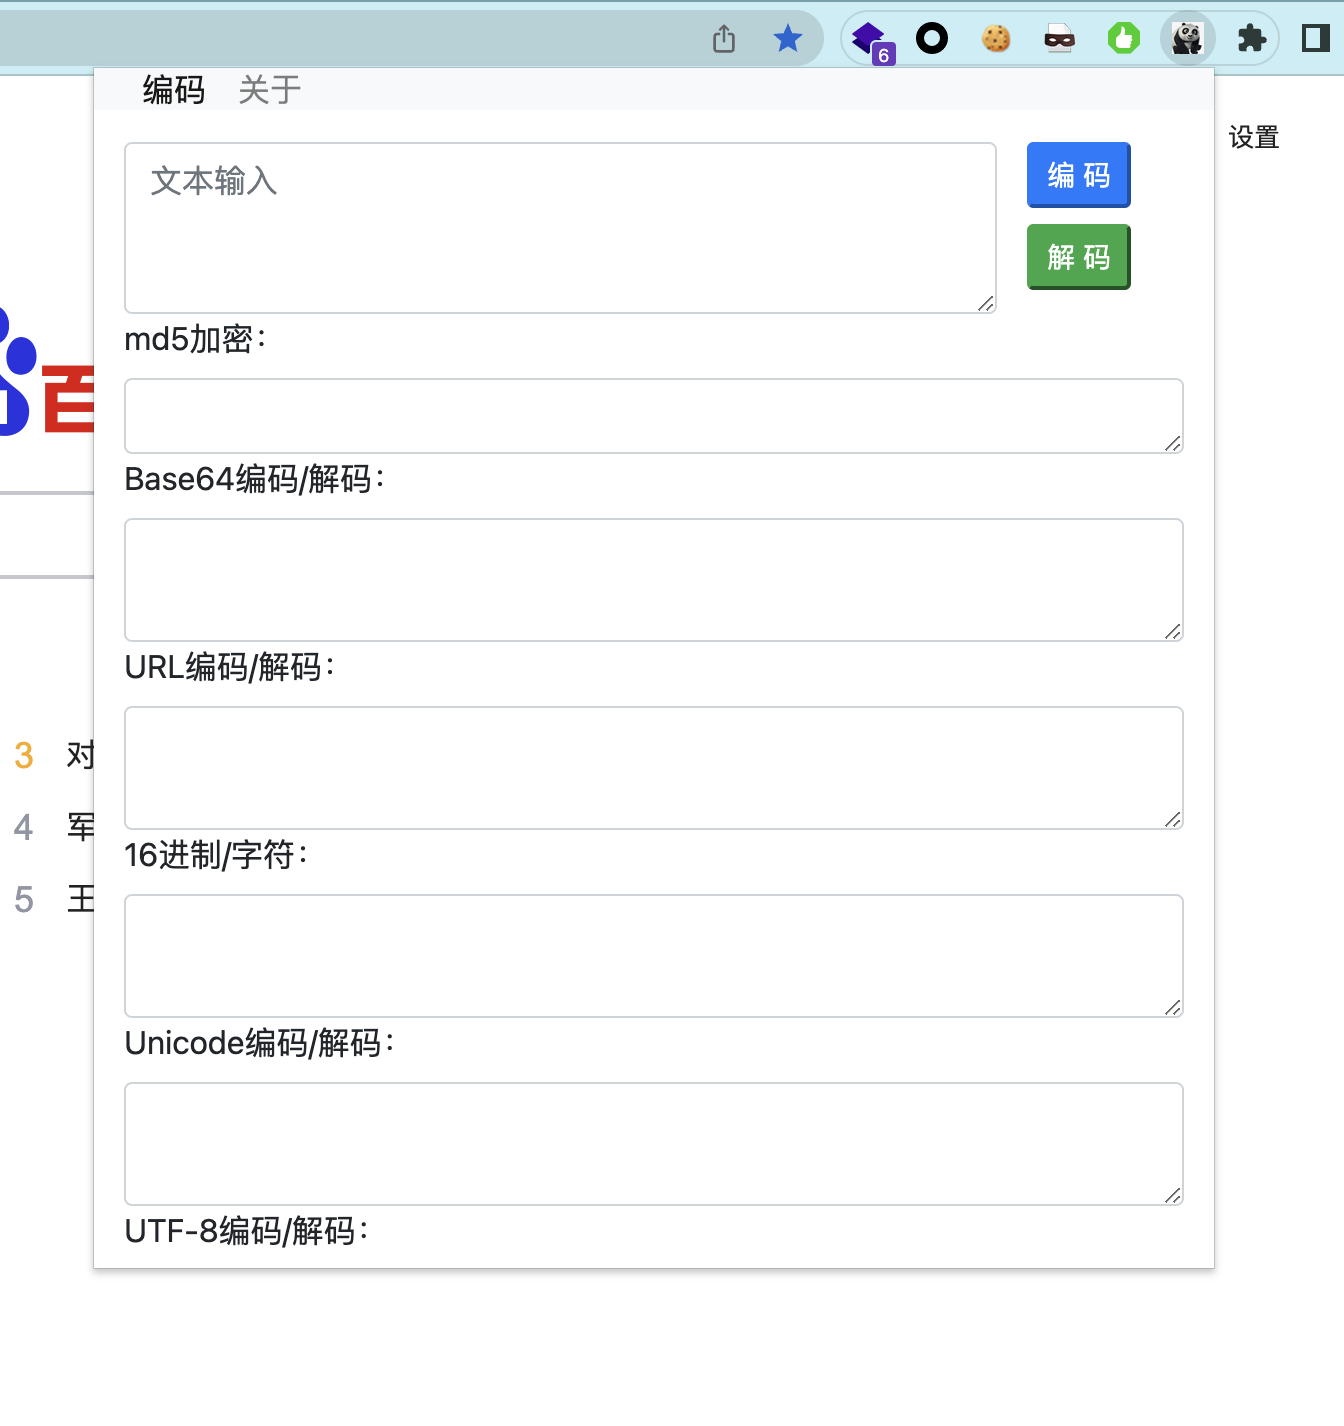 6
编码 关于
设置
文本输入
编 码
解 码
md5加密：
百
Base64编码/解码：
URL编码/解码：
3 对
4 军
16进制/字符：
5 王
Unicode编码/解码：
UTF-8编码/解码：